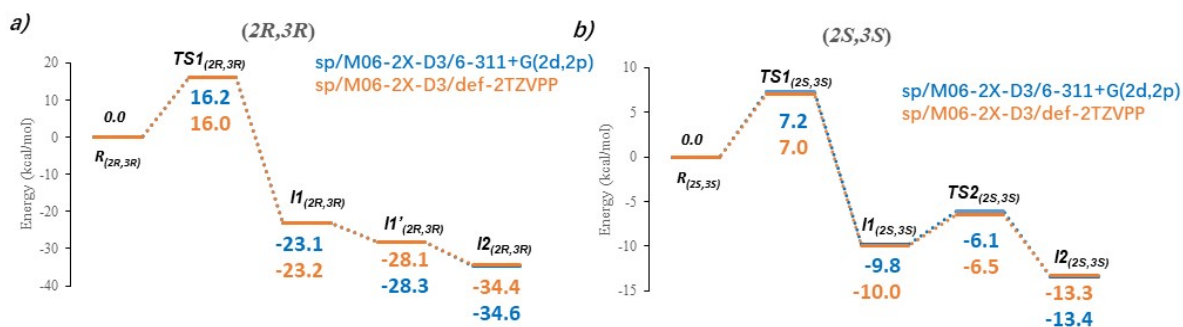 a)
(2R,3R)
sp/M06-2X-D3/6-311+G(2d,2p)
sp/M06-2X-D3/def-2TZVPP
Energy (kcal/mol)
30
20
10
0
-10
-20
-30
-40
0.0
R(2R,3R)
TS1(2R,3R)
16.2
16.0
I1(2R,3R)
-23.1
-23.2
I1'(2R,3R)
-28.1
-28.3
I2(2R,3R)
-34.4
-34.6
b)
(2S,3S)
sp/M06-2X-D3/6-311+G(2d,2p)
sp/M06-2X-D3/def-2TZVPP
Energy (kcal/mol)
10
5
0
-5
-10
-15
0.0
R(2S,3S)
TS1(2S,3S)
7.2
7.0
I1(2S,3S)
-9.8
-10.0
TS2(2S,3S)
-6.1
-6.5
I2(2S,3S)
-13.3
-13.4